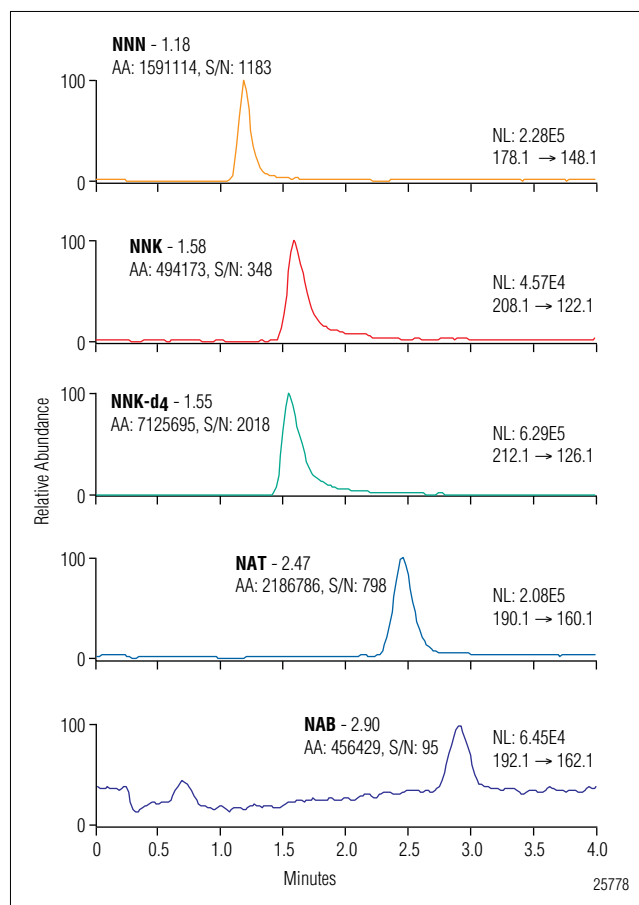 NNN - 1.18
AA: 1591114, S/N: 1183
100
0
NL: 2.28E5
178.1 → 148.1
NNK - 1.58
AA: 494173, S/N: 348
100
0
NL: 4.57E4
208.1 → 122.1
NNK-d4 - 1.55
AA: 7125695, S/N: 2018
100
0
NL: 6.29E5
212.1 → 126.1
Relative Abundance
NAT - 2.47
AA: 2186786, S/N: 798
100
0
NL: 2.08E5
190.1 → 160.1
NAB - 2.90
AA: 456429, S/N: 95
100
0
NL: 6.45E4
192.1 → 162.1
0 0.5 1.0 1.5 2.0 2.5 3.0 3.5 4.0
Minutes
25778